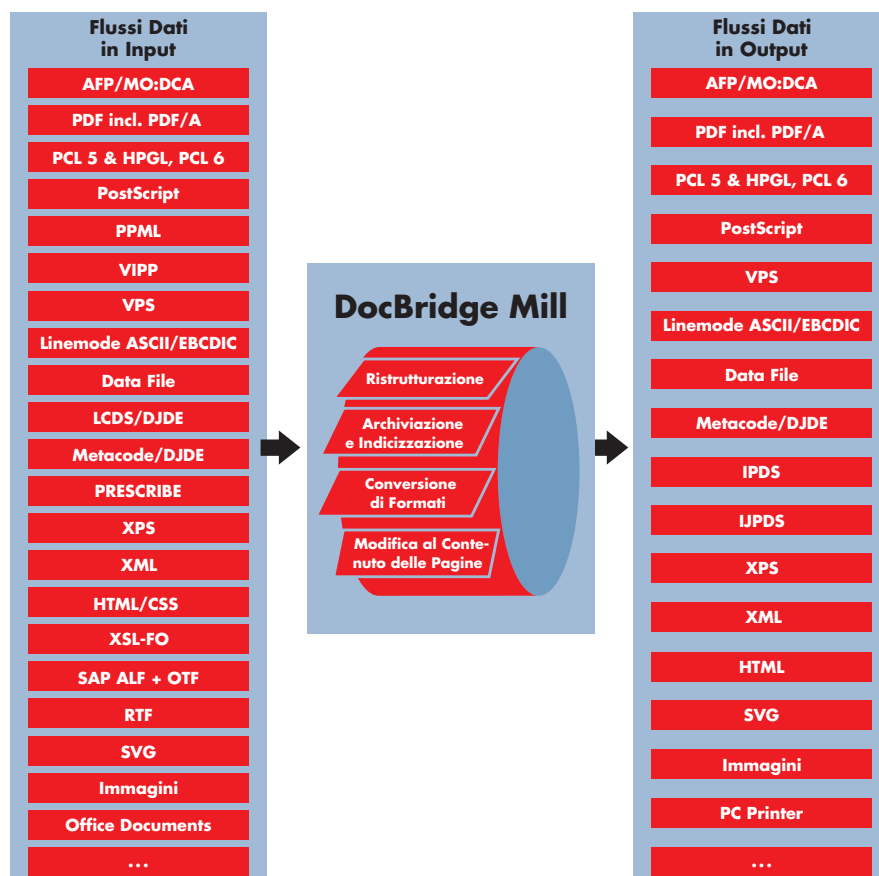 Flussi Dati
in Input
AFP/MO:DCA
PDF incl. PDF/A
PCL 5 & HPGL, PCL 6
PostScript
PPML
VIPP
VPS
Linemode ASCII/EBCDIC
Data File
LCDS/DJDE
Metacode/DJDE
PRESCRIBE
XPS
XML
HTML/CSS
XSL-FO
SAP ALF + OTF
RTF
SVG
Immagini
Office Documents
...
DocBridge Mill
Ristrutturazione
Archiviazione
e Indicizzazione
Conversione
di Formati
Modifica al Conte-
nuto delle Pagine
Flussi Dati
in Output
AFP/MO:DCA
PDF incl. PDF/A
PCL 5 & HPGL, PCL 6
PostScript
VPS
Linemode ASCII/EBCDIC
Data File
Metacode/DJDE
IPDS
IJPDS
XPS
XML
HTML
SVG
Immagini
PC Printer
...